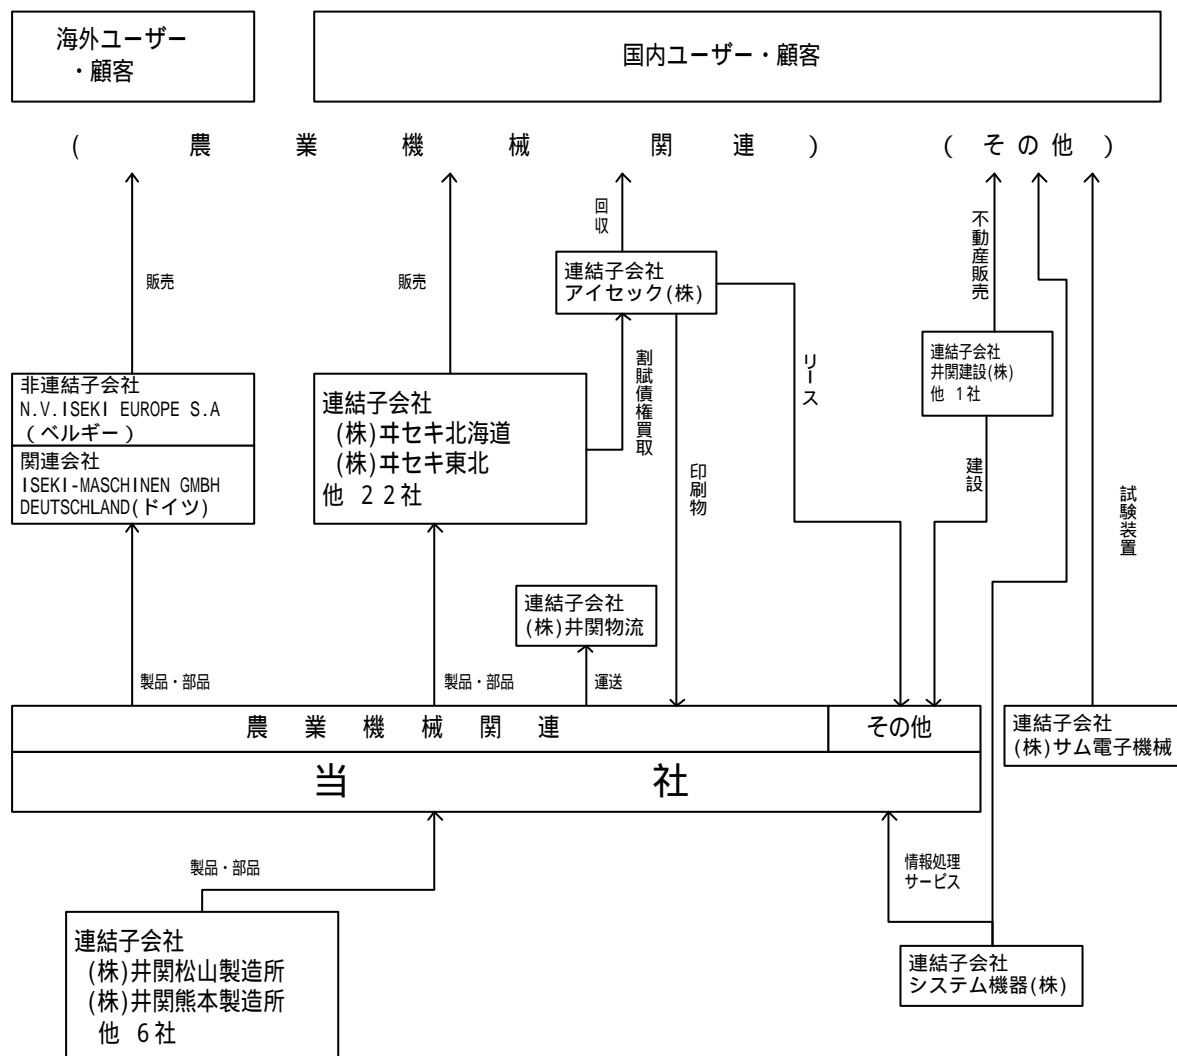 海外ユーザー
・顧客
国内ユーザー・顧客
( 農 業 機 械 関 連 )
( その他 )
回収
不動産販売
連結子会社
アイセック(株)
販売
販売
連結子会社
井関建設(株)
他 1社
割賦債権買取
リース
非連結子会社
N.V.ISEKI EUROPE S.A
(ベルギー)
関連会社
ISEKI-MASCHINEN GMBH
DEUTSCHLAND(ドイツ)
連結子会社
(株)ヰセキ北海道
(株)ヰセキ東北
他 22社
印刷物
建設
試験装置
連結子会社
(株)井関物流
製品・部品
製品・部品
運送
農 業 機 械 関 連
その他
連結子会社
(株)サム電子機械
当 社
製品・部品
情報処理
サービス
連結子会社
(株)井関松山製造所
(株)井関熊本製造所
他 6社
連結子会社
システム機器(株)